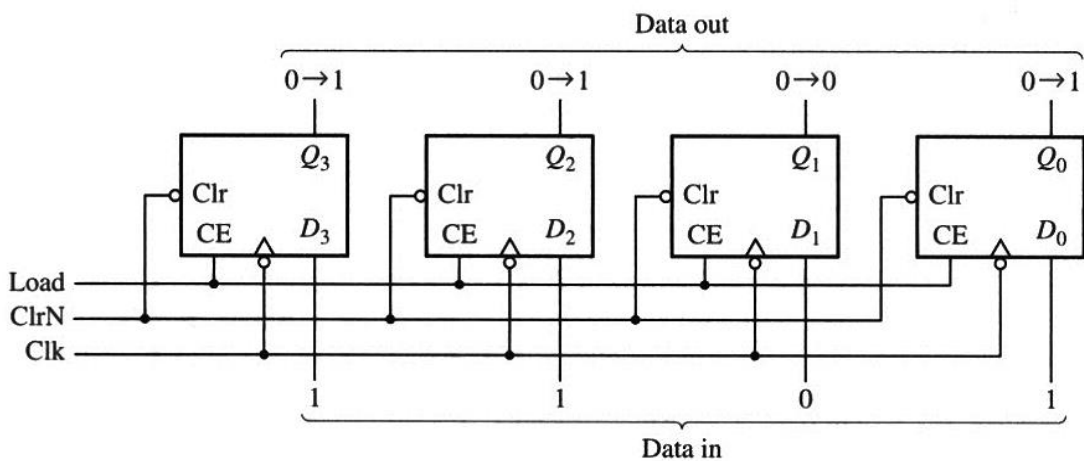 Data out
0→1 0→1 0→0 0→1
Q₃ Q₂ Q₁ Q₀
Clr Clr Clr Clr
CE D₃ CE D₂ CE D₁ CE D₀
Load
ClrN
Clk
1 1 0 1
Data in